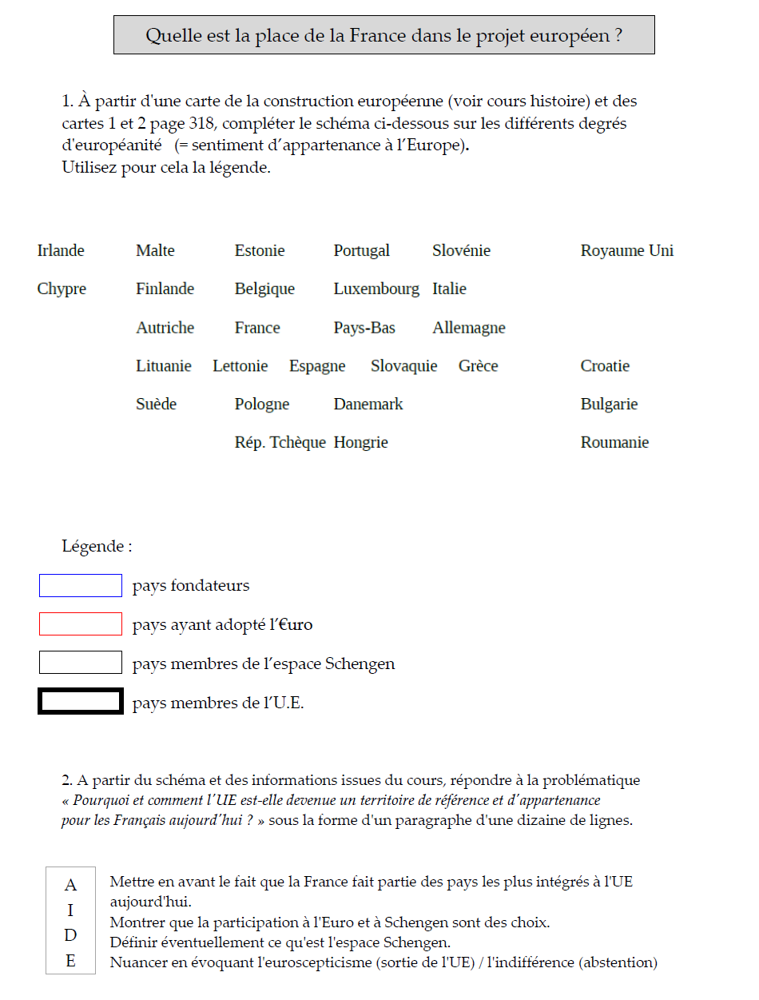 Quelle est la place de la France dans le projet européen ?
1. À partir d'une carte de la construction européenne (voir cours histoire) et des
cartes 1 et 2 page 318, compléter le schéma ci-dessous sur les différents degrés
d'européanité (= sentiment d’appartenance à l’Europe).
Utilisez pour cela la légende.
Irlande Malte Estonie Portugal Slovénie Royaume Uni
Chypre Finlande Belgique Luxembourg Italie
Autriche France Pays-Bas Allemagne
Lituanie Lettonie Espagne Slovaquie Grèce Croatie
Suède Pologne Danemark Bulgarie
Rép. Tchèque Hongrie Roumanie
Légende :
pays fondateurs
pays ayant adopté l’€uro
pays membres de l’espace Schengen
pays membres de l’U.E.
2. A partir du schéma et des informations issues du cours, répondre à la problématique
« Pourquoi et comment l'UE est-elle devenue un territoire de référence et d'appartenance
pour les Français aujourd'hui ? » sous la forme d'un paragraphe d'une dizaine de lignes.
A
I
D
E
Mettre en avant le fait que la France fait partie des pays les plus intégrés à l'UE
aujourd'hui.
Montrer que la participation à l'Euro et à Schengen sont des choix.
Définir éventuellement ce qu'est l'espace Schengen.
Nuancer en évoquant l'euroscepticisme (sortie de l'UE) / l'indifférence (abstention)